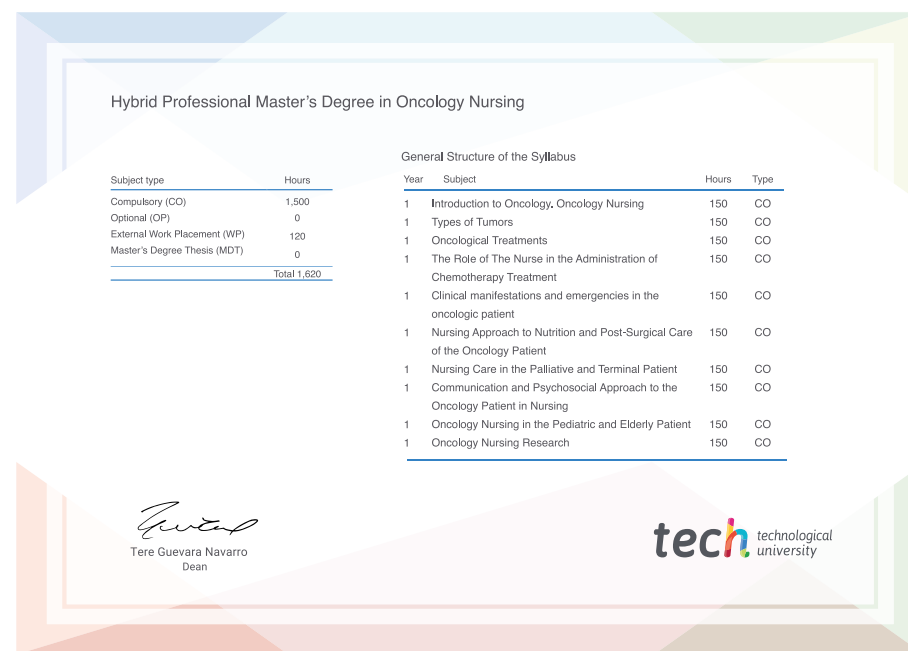 Hybrid Professional Master's Degree in Oncology Nursing
Subject type Hours
Compulsory (CO) 1,500
Optional (OP) 0
External Work Placement (WP) 120
Master's Degree Thesis (MDT) 0
Total 1,620
General Structure of the Syllabus
Year Subject Hours Type
1 Introduction to Oncology, Oncology Nursing 150 CO
1 Types of Tumors 150 CO
1 Oncological Treatments 150 CO
1 The Role of The Nurse in the Administration of 150 CO
Chemotherapy Treatment
1 Clinical manifestations and emergencies in the 150 CO
oncologic patient
1 Nursing Approach to Nutrition and Post-Surgical Care 150 CO
of the Oncology Patient
1 Nursing Care in the Palliative and Terminal Patient 150 CO
1 Communication and Psychosocial Approach to the 150 CO
Oncology Patient in Nursing
1 Oncology Nursing in the Pediatric and Elderly Patient 150 CO
1 Oncology Nursing Research 150 CO
Tere Guevara Navarro
Dean
tech technological
university